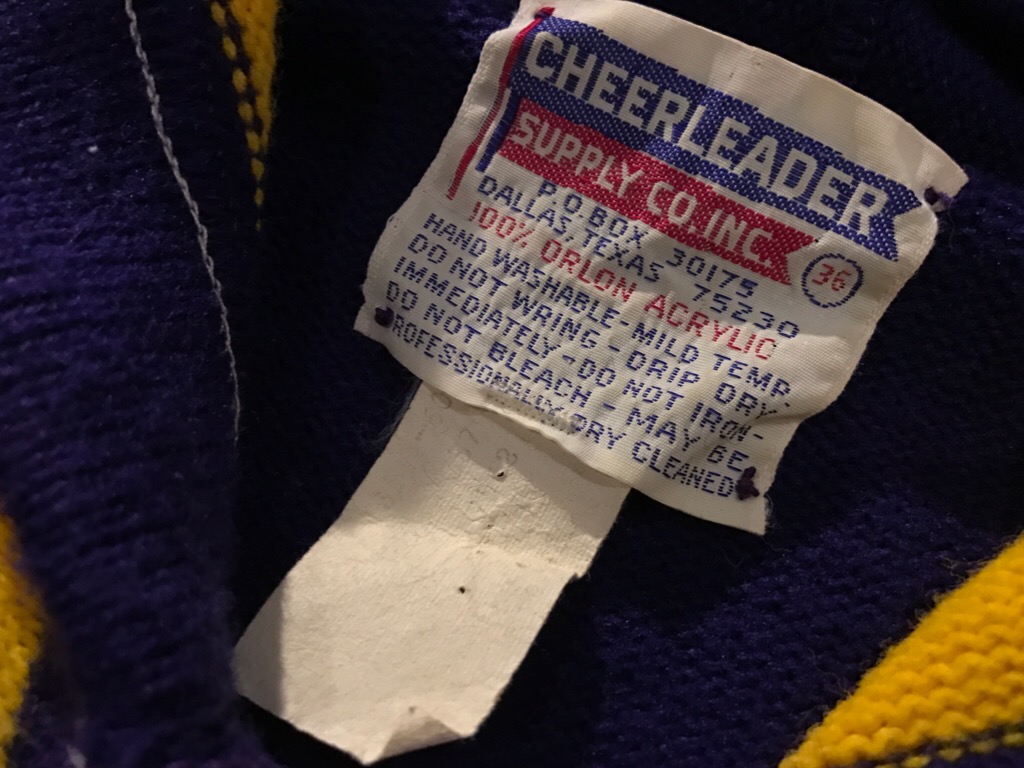 CHEERLEADER
SUPPLY CO. INC.
36
P.O. BOX 30175
DALLAS, TEXAS 75230
100% ORLON ACRYLIC
HAND WASHABLE-MILD TEMP.
DO NOT WRING - DRIP DRY
IMMEDIATELY - DO NOT IRON-
DO NOT BLEACH - MAY BE
PROFESSIONALLY DRY CLEANED